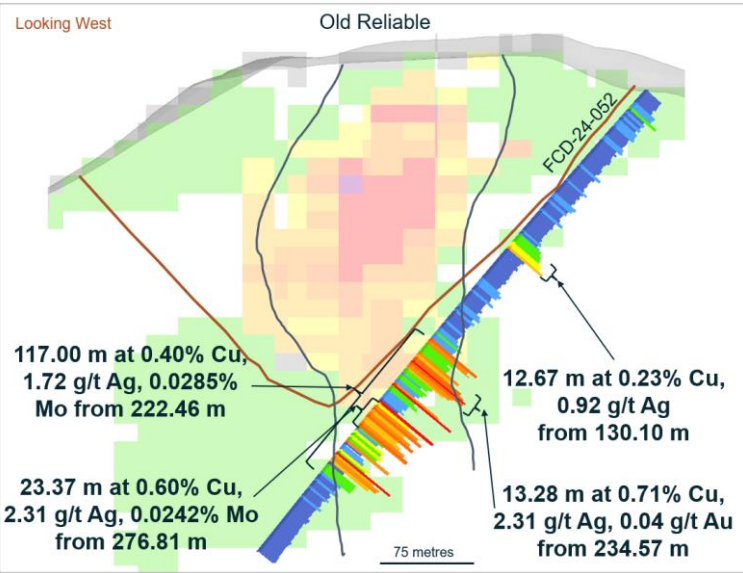 Looking West
Old Reliable
FCD-24-052
117.00 m at 0.40% Cu,
1.72 g/t Ag, 0.0285%
Mo from 222.46 m
12.67 m at 0.23% Cu,
0.92 g/t Ag
from 130.10 m
23.37 m at 0.60% Cu,
2.31 g/t Ag, 0.0242% Mo
from 276.81 m
13.28 m at 0.71% Cu,
2.31 g/t Ag, 0.04 g/t Au
from 234.57 m
75 metres